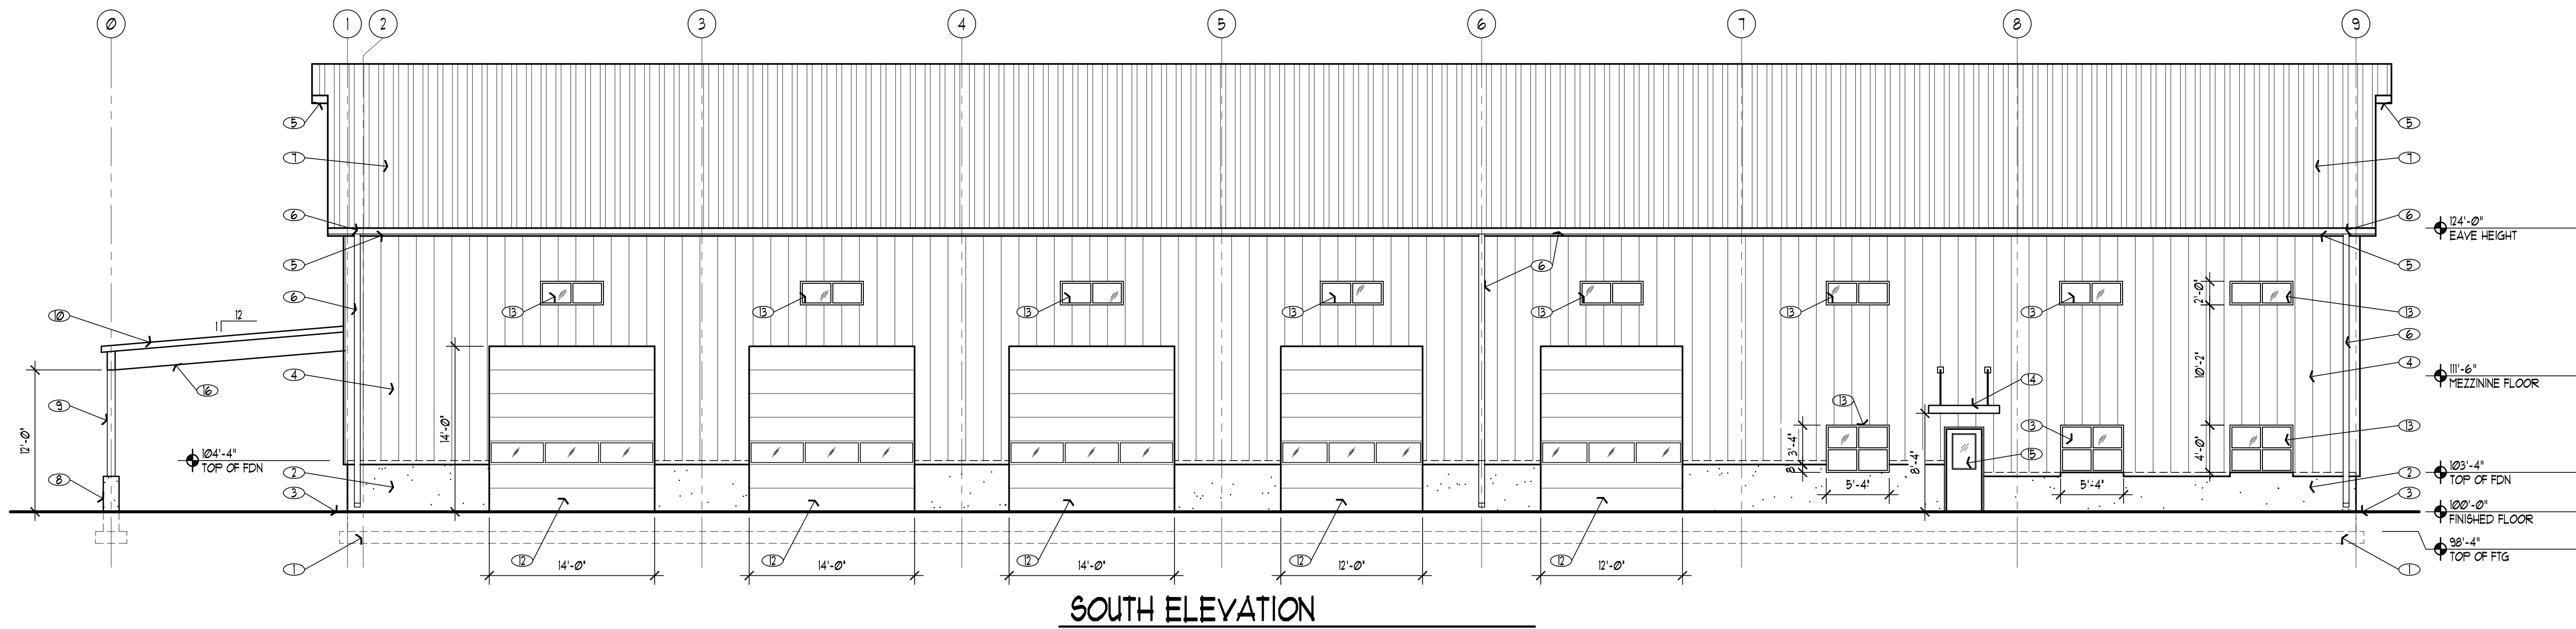 0 1 2 3 4 5 6 7 8 9
5 5
7 7
6 6
124'-0"
EAVE HEIGHT
5 6 5
6
10 1 12
13 13 13 13 13 13 13 2'-0" 13
6
16
4 14 10'-2" 4
111'-6"
MEZZININE FLOOR
9 13
12'-0" 14'-0"
13 13
3'-4" 8" 8'-4" 4'-0"
104'-4"
TOP OF FDN
15
2 2
103'-4"
TOP OF FDN
8 5'-4" 5'-4"
3 3
100'-0"
FINISHED FLOOR
98'-4"
TOP OF FTG
12 12 12 12 12
1 14'-0" 14'-0" 14'-0" 12'-0" 12'-0" 1
SOUTH ELEVATION